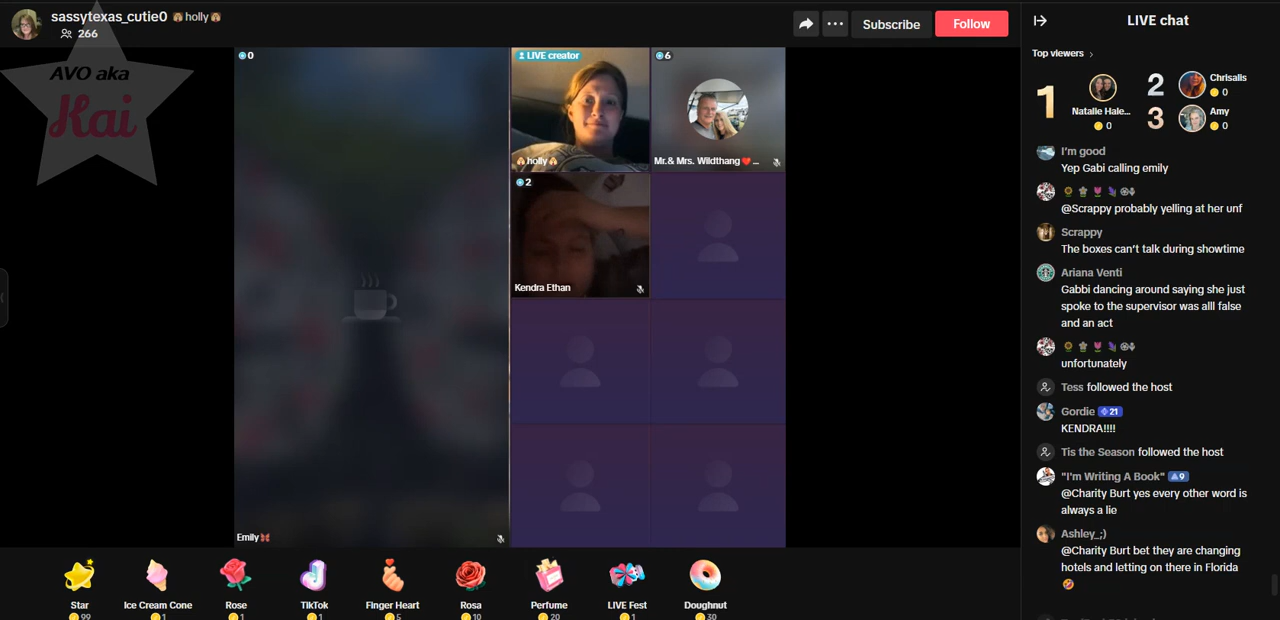 sassytexas_cutie0 🙈holly🙈
266
AVO aka
Kai
Subscribe
Follow
0
LIVE creator
🙈holly🙈
6
Mr.& Mrs. Wildthang❤️ ...
2
Kendra Ethan
Emily🦋
Star
99
Ice Cream Cone
1
Rose
1
TikTok
1
Finger Heart
5
Rosa
10
Perfume
20
LIVE Fest
1
Doughnut
30
LIVE chat
Top viewers >
1
Natalie Hale...
0
2
Chrisalis
0
3
Amy
0
I'm good
Yep Gabi calling emily
@Scrappy probably yelling at her unf
Scrappy
The boxes can't talk during showtime
Ariana Venti
Gabbi dancing around saying she just
spoke to the supervisor was alll false
and an act
unfortunately
Tess followed the host
Gordie 21
KENDRA!!!!
Tis the Season followed the host
"I'm Writing A Book" 9
@Charity Burt yes every other word is
always a lie
Ashley_;)
@Charity Burt bet they are changing
hotels and letting on there in Florida
🤣